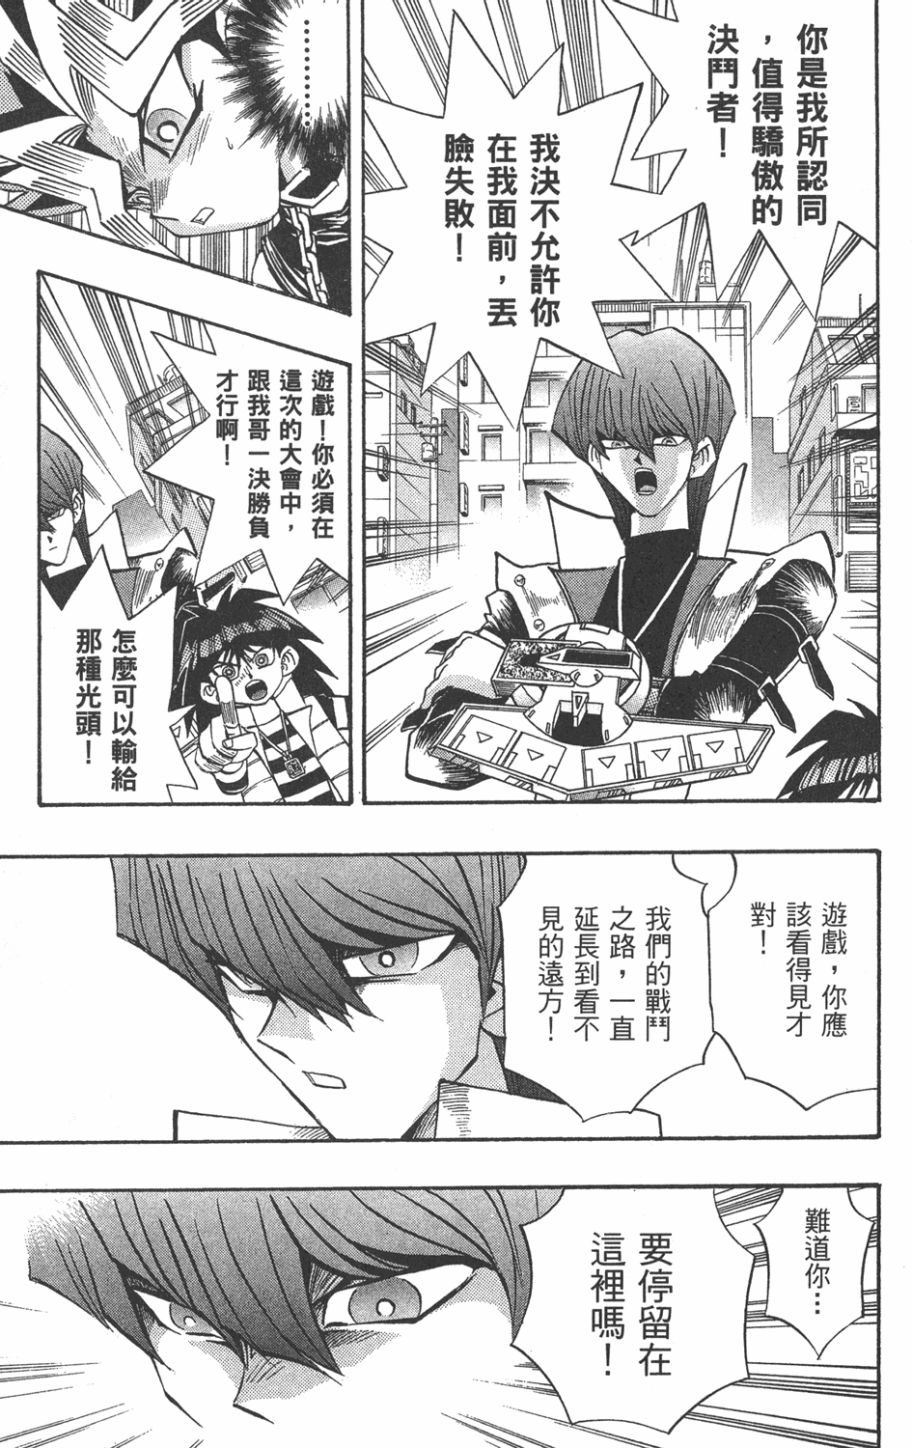 你是我所認同
，值得驕傲的
決鬥者！
我決不允許你
在我面前，丟
臉失敗！
…………
遊戲！你必須在
這次的大會中，
跟我哥一決勝負
才行啊！
怎麼可以輸給
那種光頭！
遊戲，你應
該看得見才
對！
我們的戰鬥
之路，一直
延長到看不
見的遠方！
難道你…
要停留在
這裡嗎！